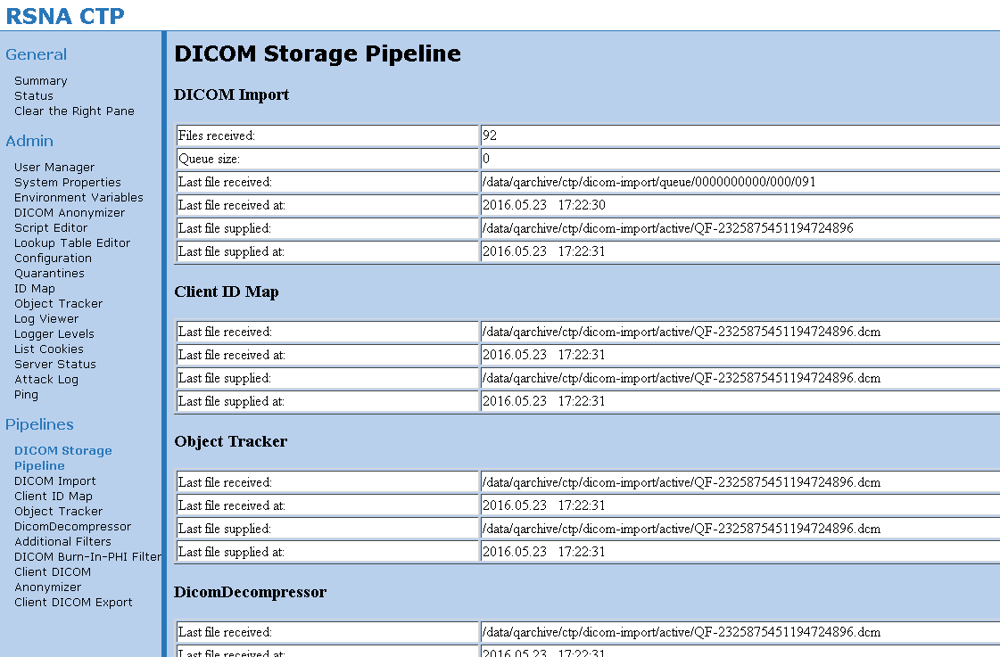 RSNA CTP
General
Summary
Status
Clear the Right Pane
Admin
User Manager
System Properties
Environment Variables
DICOM Anonymizer
Script Editor
Lookup Table Editor
Configuration
Quarantines
ID Map
Object Tracker
Log Viewer
Logger Levels
List Cookies
Server Status
Attack Log
Ping
Pipelines
DICOM Storage
Pipeline
DICOM Import
Client ID Map
Object Tracker
DicomDecompressor
Additional Filters
DICOM Burn-In-PHI Filter
Client DICOM
Anonymizer
Client DICOM Export
DICOM Storage Pipeline
DICOM Import
Files received: 92
Queue size: 0
Last file received: /data/qarchive/ctp/dicom-import/queue/0000000000/000/091
Last file received at: 2016.05.23 17:22:30
Last file supplied: /data/qarchive/ctp/dicom-import/active/QF-2325875451194724896
Last file supplied at: 2016.05.23 17:22:31
Client ID Map
Last file received: /data/qarchive/ctp/dicom-import/active/QF-2325875451194724896.dcm
Last file received at: 2016.05.23 17:22:31
Last file supplied: /data/qarchive/ctp/dicom-import/active/QF-2325875451194724896.dcm
Last file supplied at: 2016.05.23 17:22:31
Object Tracker
Last file received: /data/qarchive/ctp/dicom-import/active/QF-2325875451194724896.dcm
Last file received at: 2016.05.23 17:22:31
Last file supplied: /data/qarchive/ctp/dicom-import/active/QF-2325875451194724896.dcm
Last file supplied at: 2016.05.23 17:22:31
DicomDecompressor
Last file received: /data/qarchive/ctp/dicom-import/active/QF-2325875451194724896.dcm
Last file received at: 2016.05.23 17:22:31